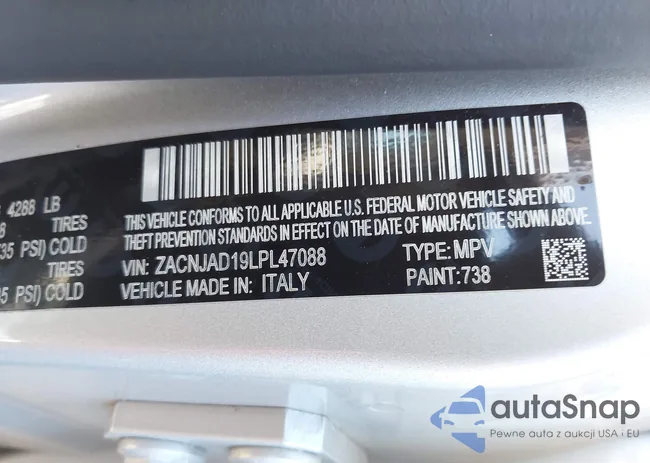 4288 LB
TIRES
THIS VEHICLE CONFORMS TO ALL APPLICABLE U.S. FEDERAL MOTOR VEHICLE SAFETY AND
35 PSI) COLD
THEFT PREVENTION STANDARDS IN EFFECT ON THE DATE OF MANUFACTURE SHOWN ABOVE.
TIRES
VIN: ZACNJAD19LPL47088
TYPE: MPV
PSI) COLD
VEHICLE MADE IN: ITALY
PAINT:738
autaSnap
Pewne auto z aukcji USA i EU